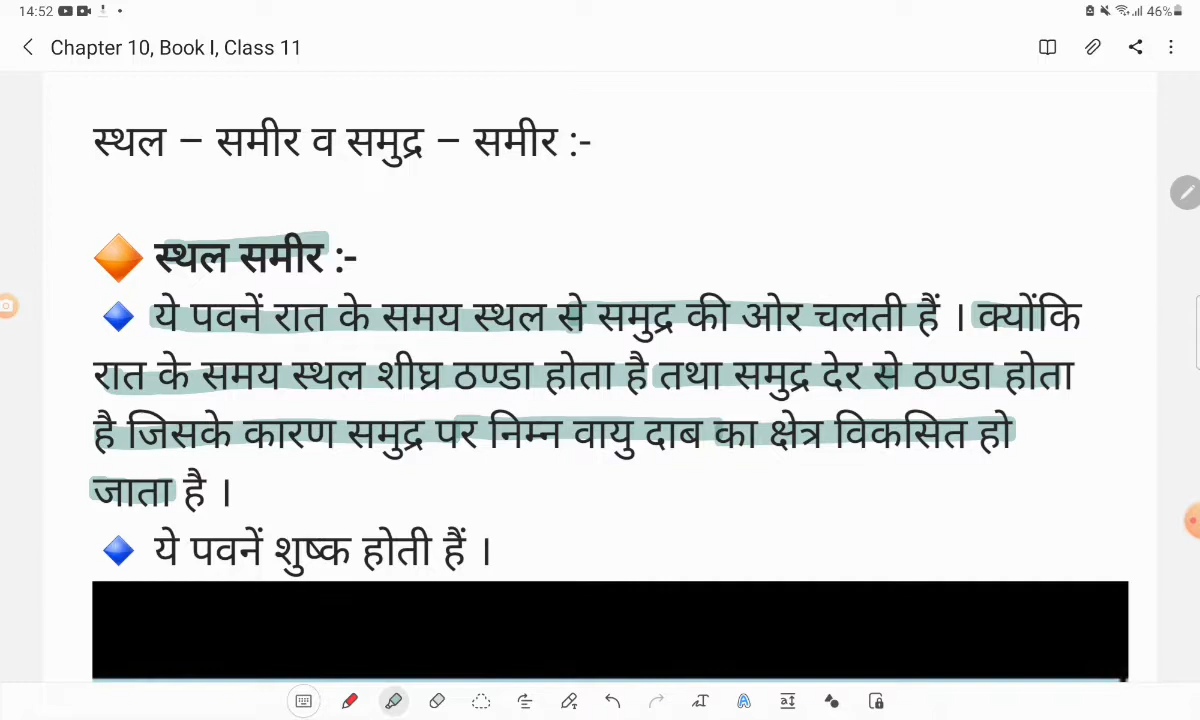 14:52
46%
Chapter 10, Book I, Class 11
स्थल – समीर व समुद्र – समीर :-
स्थल समीर :-
ये पवनें रात के समय स्थल से समुद्र की ओर चलती हैं । क्योंकि
रात के समय स्थल शीघ्र ठण्डा होता है तथा समुद्र देर से ठण्डा होता
है जिसके कारण समुद्र पर निम्न वायु दाब का क्षेत्र विकसित हो
जाता है ।
ये पवनें शुष्क होती हैं ।